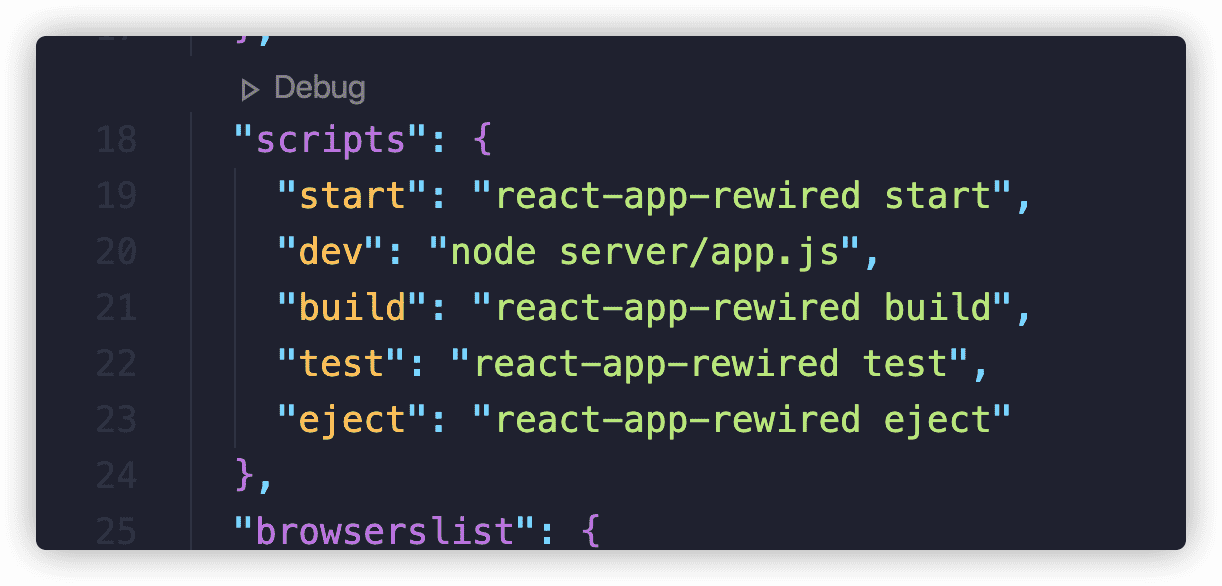 17 },
Debug
18 "scripts": {
19 "start": "react-app-rewired start",
20 "dev": "node server/app.js",
21 "build": "react-app-rewired build",
22 "test": "react-app-rewired test",
23 "eject": "react-app-rewired eject"
24 },
25 "browserslist": {